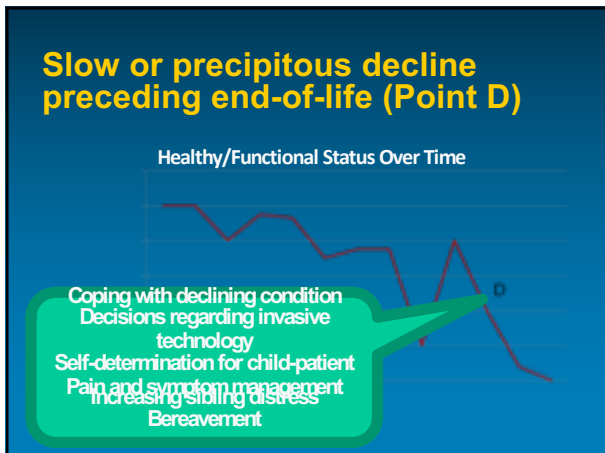 Slow or precipitous decline
preceding end-of-life (Point D)
Healthy/Functional Status Over Time
D
Coping with declining condition
Decisions regarding invasive
technology
Self-determination for child-patient
Pain and symptom management
Increasing sibling distress
Bereavement